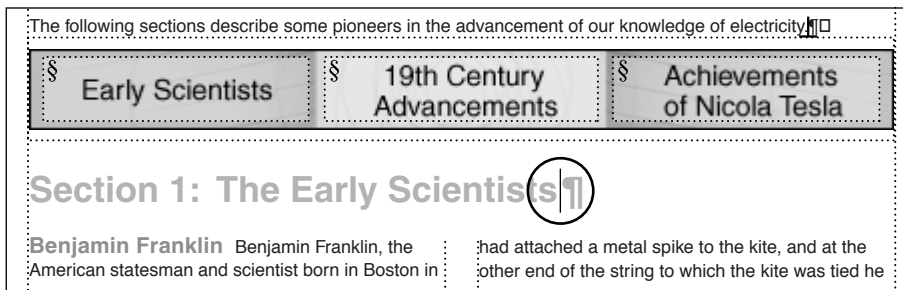 The following sections describe some pioneers in the advancement of our knowledge of electricity.¶
§ Early Scientists
§ 19th Century
Advancements
§ Achievements
of Nicola Tesla
Section 1: The Early Scientists¶
Benjamin Franklin Benjamin Franklin, the
American statesman and scientist born in Boston in
had attached a metal spike to the kite, and at the
other end of the string to which the kite was tied he